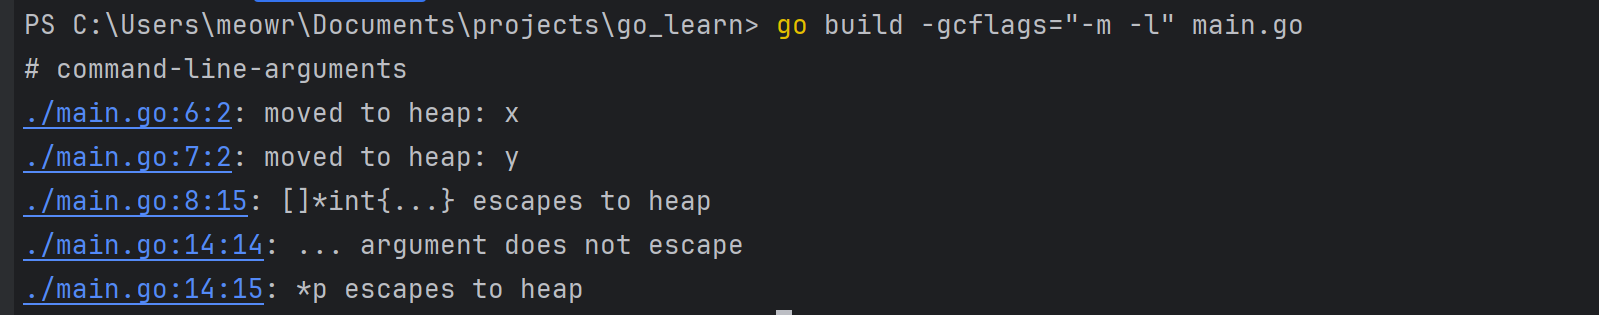 PS C:\Users\meowr\Documents\projects\go_learn> go build -gcflags="-m -l" main.go
# command-line-arguments
./main.go:6:2: moved to heap: x
./main.go:7:2: moved to heap: y
./main.go:8:15: []*int{...} escapes to heap
./main.go:14:14: ... argument does not escape
./main.go:14:15: *p escapes to heap